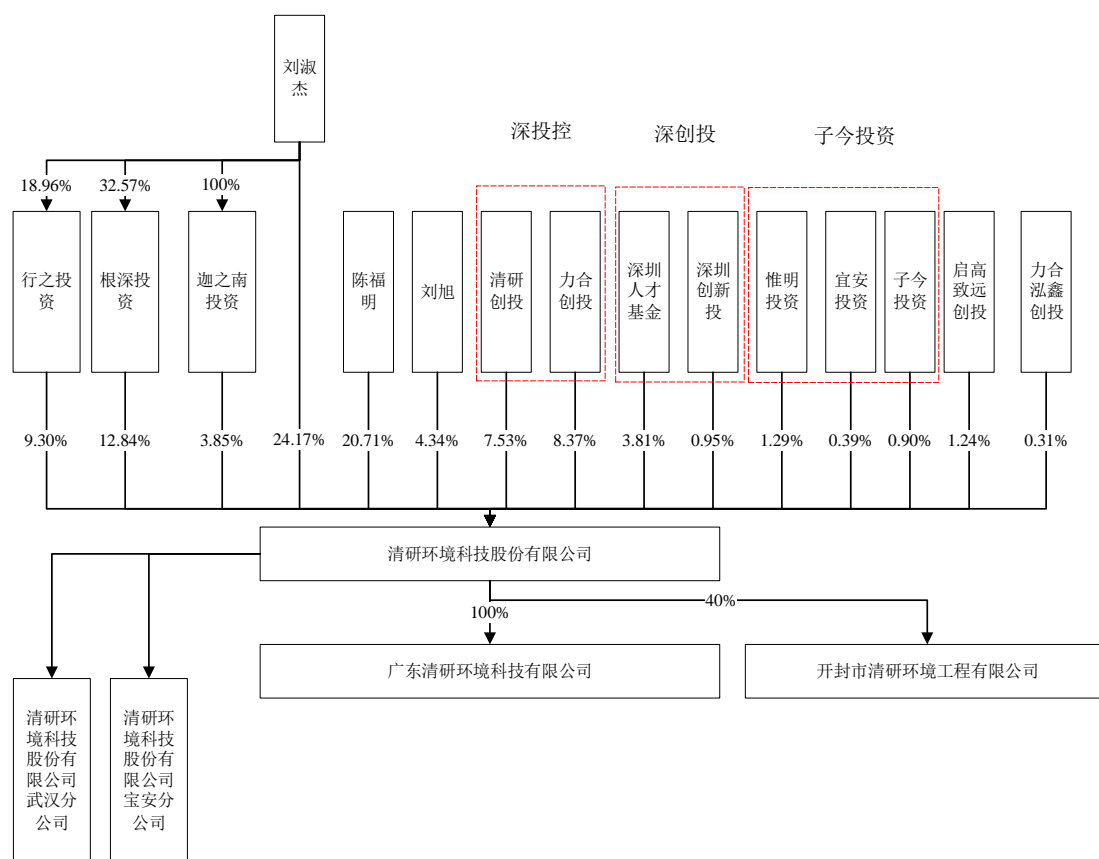 刘淑
杰
深投控
深创投
子今投资
18.96%
32.57%
100%
行之投
资
根深投
资
迦之南
投资
陈福
明
刘旭
清研
创投
力合
创投
深圳
人才
基金
深圳
创新
投
惟明
投资
宜安
投资
子今
投资
启高
致远
创投
力合
泓鑫
创投
9.30%
12.84%
3.85%
24.17%
20.71%
4.34%
7.53%
8.37%
3.81%
0.95%
1.29%
0.39%
0.90%
1.24%
0.31%
清研环境科技股份有限公司
100%
40%
广东清研环境科技有限公司
开封市清研环境工程有限公司
清研环
境科技
股份有
限公司
武汉分
公司
清研环
境科技
股份有
限公司
宝安分
公司